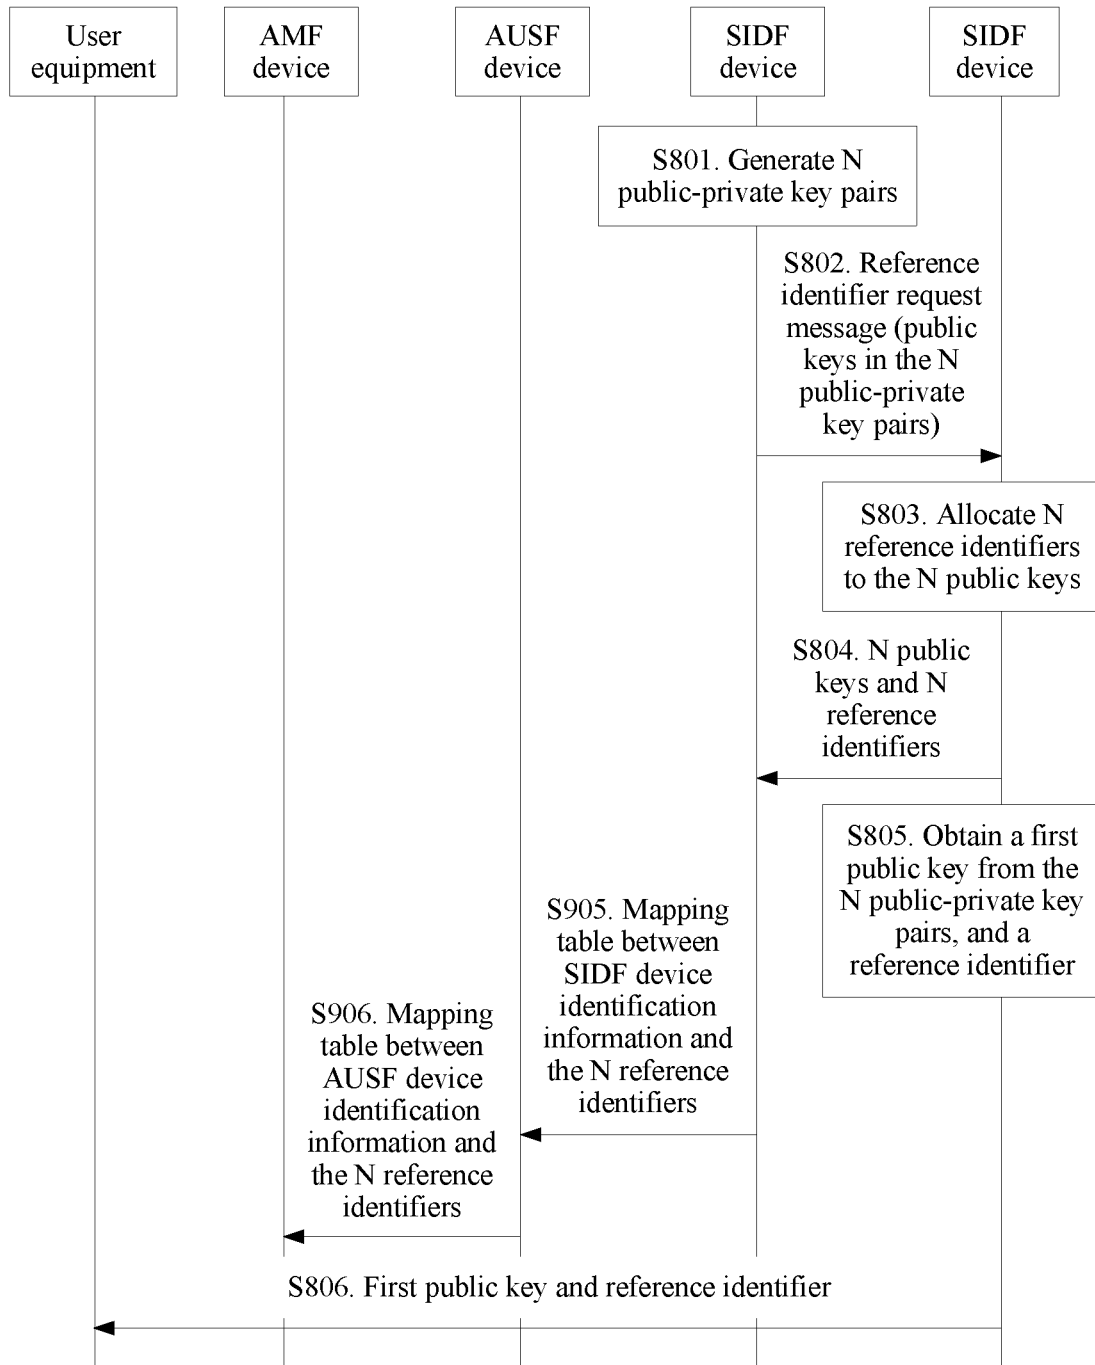 User
equipment
AMF
device
AUSF
device
SIDF
device
SIDF
device
S801. Generate N
public-private key pairs
S802. Reference
identifier request
message (public
keys in the N
public-private
key pairs)
S803. Allocate N
reference identifiers
to the N public keys
S804. N public
keys and N
reference
identifiers
S805. Obtain a first
public key from the
N public-private key
pairs, and a
reference identifier
S905. Mapping
table between
SIDF device
identification
information and
the N reference
identifiers
S906. Mapping
table between
AUSF device
identification
information and
the N reference
identifiers
S806. First public key and reference identifier